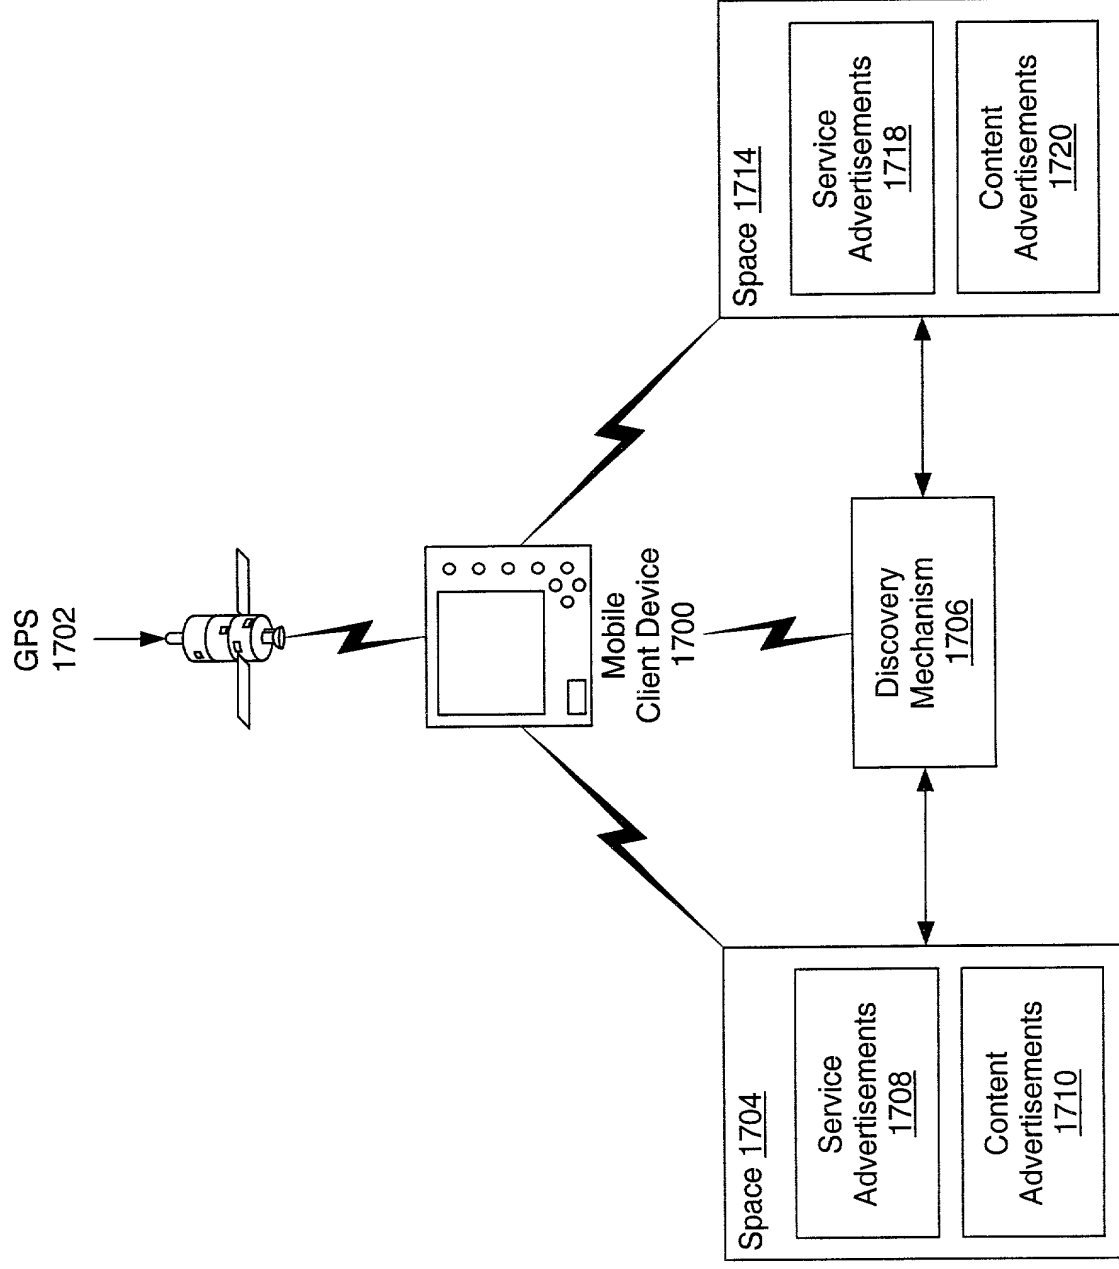 GPS
1702
Mobile
Client Device
1700
Discovery
Mechanism
1706
Space 1704
Service
Advertisements
1708
Content
Advertisements
1710
Space 1714
Service
Advertisements
1718
Content
Advertisements
1720